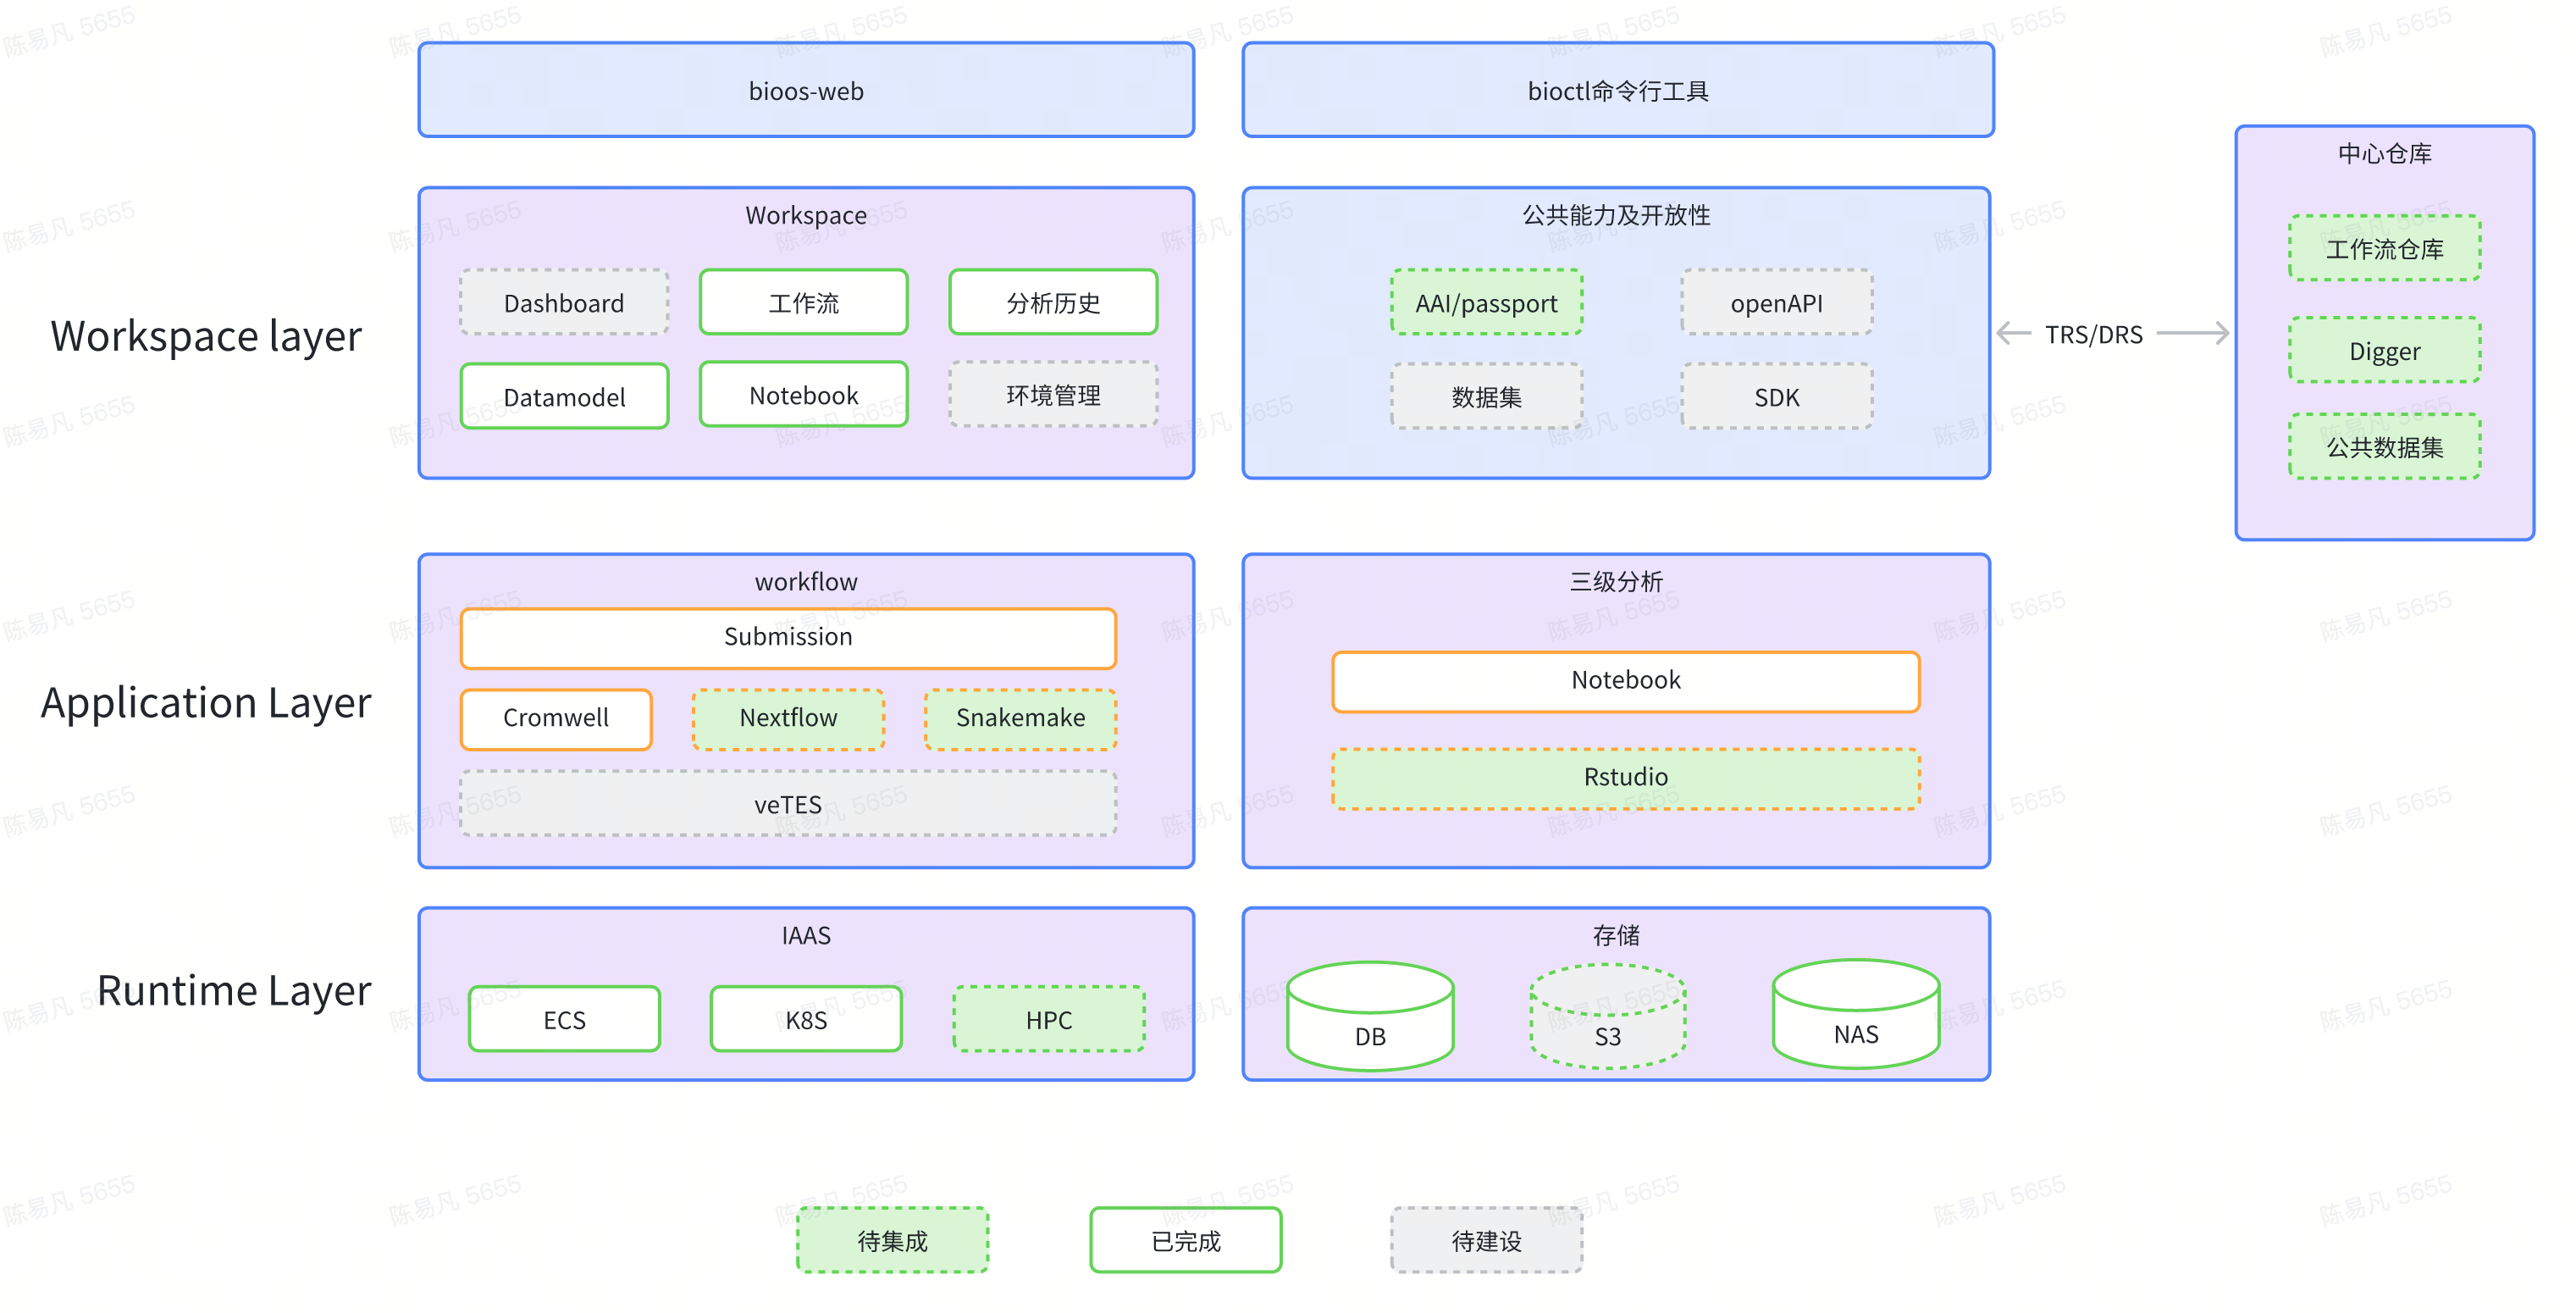 bioos-web
bioctl命令行工具
Workspace layer
Workspace
Dashboard
工作流
分析历史
Datamodel
Notebook
环境管理
公共能力及开放性
AAI/passport
openAPI
数据集
SDK
TRS/DRS
中心仓库
工作流仓库
Digger
公共数据集
Application Layer
workflow
Submission
Cromwell
Nextflow
Snakemake
veTES
三级分析
Notebook
Rstudio
Runtime Layer
IAAS
ECS
K8S
HPC
存储
DB
S3
NAS
待集成
已完成
待建设
陈易凡 5655